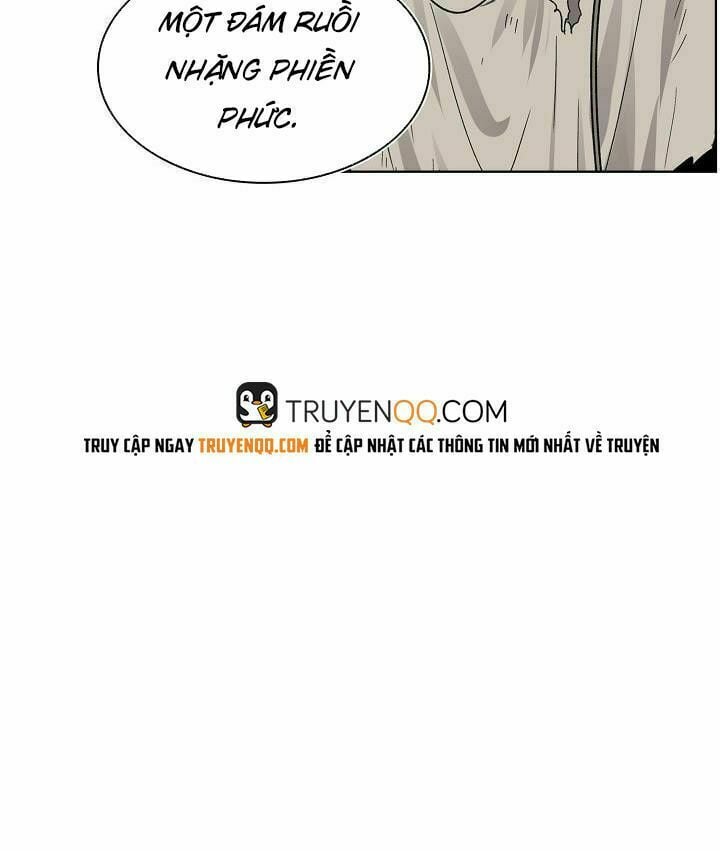 MỘT ĐÁM RUỒI
NHẶNG PHIỀN
PHỨC.
TRUYENQQ.COM
TRUY CẬP NGAY TRUYENQQ.COM ĐỂ CẬP NHẬT CÁC THÔNG TIN MỚI NHẤT VỀ TRUYỆN